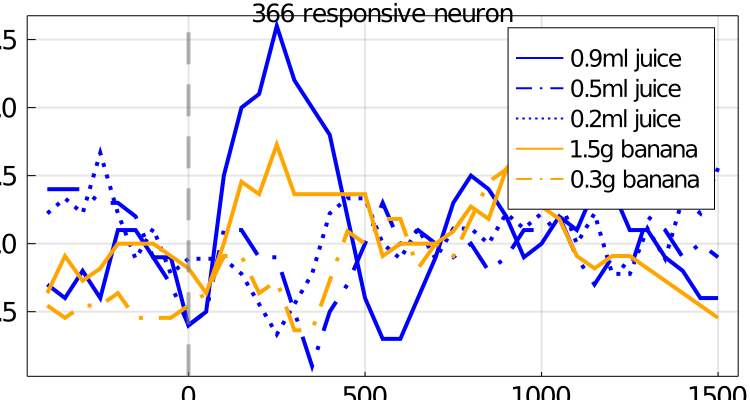 366 responsive neuron
.5
.0
.5
.0
.5
0.9ml juice
0.5ml juice
0.2ml juice
1.5g banana
0.3g banana
0 500 1000 1500